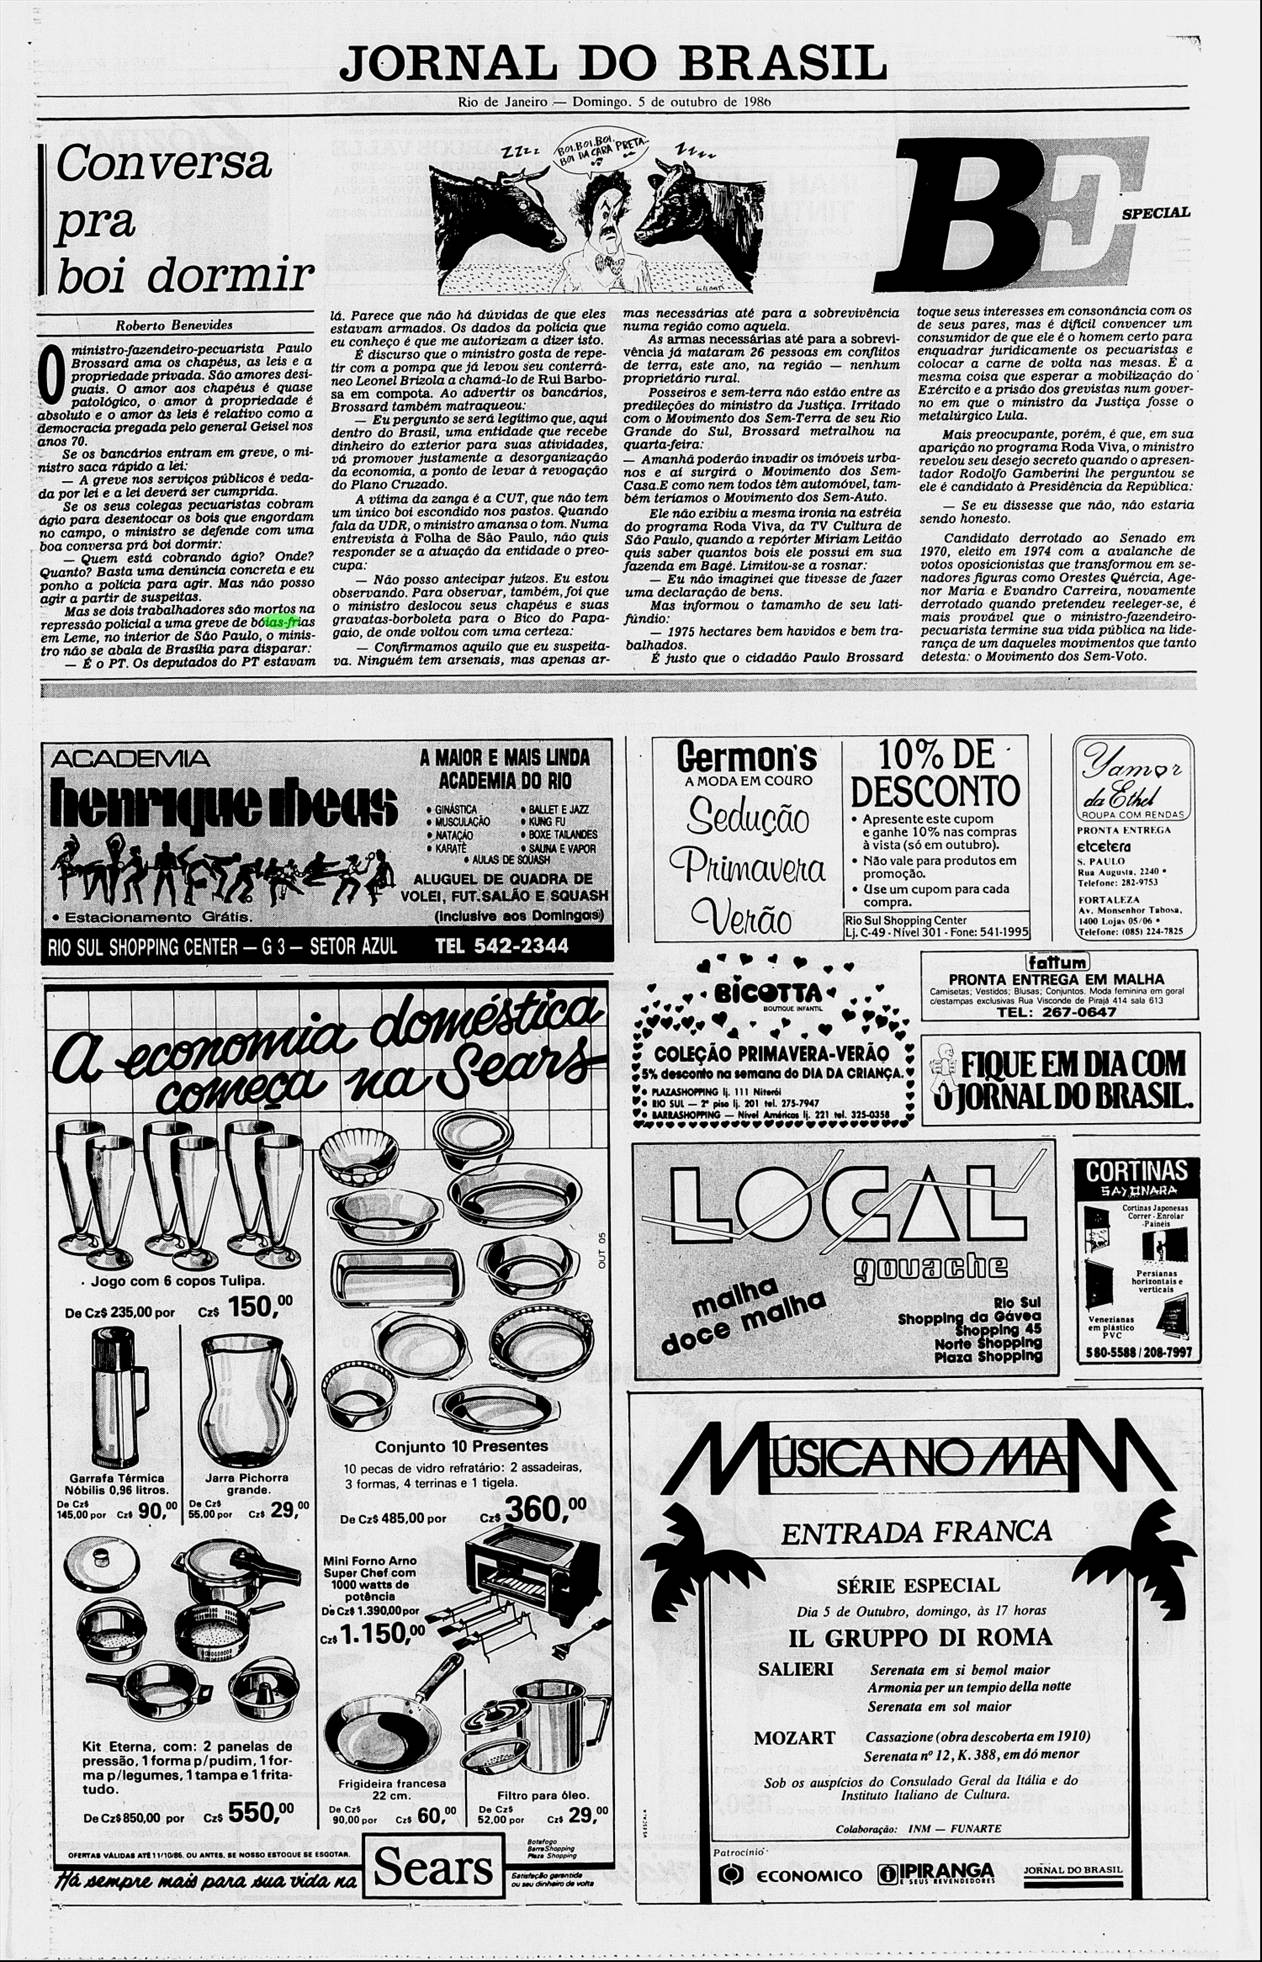 JORNAL DO BRASIL
Rio de Janeiro — Domingo, 5 de outubro de 1986
Conversa
pra
boi dormir
ZZZZ
BOI, BOI, BOI,
BOI DA CARA PRETA...
ZZZZ
BE
SPECIAL
Roberto Benevides
O ministro-fazendeiro-pecuarista Paulo
Brossard ama os chapéus, as leis e a
propriedade privada. São amores desi-
guais. O amor aos chapéus é quase
patológico, o amor à propriedade é
absoluto e o amor às leis é relativo como a
democracia pregada pelo general Geisel nos
anos 70.
Se os bancários entram em greve, o mi-
nistro saca rápido a lei:
— A greve nos serviços públicos é veda-
da por lei e a lei deverá ser cumprida.
Se os seus colegas pecuaristas cobram
ágio para desentocar os bois que engordam
no campo, o ministro se defende com uma
boa conversa prá boi dormir:
— Quem está cobrando ágio? Onde?
Quanto? Basta uma denúncia concreta e eu
ponho a polícia para agir. Mas não posso
agir a partir de suspeitas.
Mas se dois trabalhadores são mortos na
repressão policial a uma greve de bóias-frias
em Leme, no interior de São Paulo, o minis-
tro não se abala de Brasília para disparar:
— É o PT. Os deputados do PT estavam
lá. Parece que não há dúvidas de que eles
estavam armados. Os dados da polícia que
eu conheço é que me autorizam a dizer isto.
É discurso que o ministro gosta de repe-
tir com a pompa que já levou seu conterrâ-
neo Leonel Brizola a chamá-lo de Rui Barbo-
sa em compota. Ao advertir os bancários,
Brossard também matraqueou:
— Eu pergunto se será legítimo que, aqui
dentro do Brasil, uma entidade que recebe
dinheiro do exterior para suas atividades,
vá promover justamente a desorganização
da economia, a ponto de levar à revogação
do Plano Cruzado.
A vítima da zanga é a CUT, que não tem
um único boi escondido nos pastos. Quando
fala da UDR, o ministro amansa o tom. Numa
entrevista à Folha de São Paulo, não quis
responder se a atuação da entidade o preo-
cupa:
— Não posso antecipar juízos. Eu estou
observando. Para observar, também, foi que
o ministro deslocou seus chapéus e suas
gravatas-borboleta para o Bico do Papa-
gaio, de onde voltou com uma certeza:
— Confirmamos aquilo que eu suspeita-
va. Ninguém tem arsenais, mas apenas ar-
mas necessárias até para a sobrevivência
numa região como aquela.
As armas necessárias até para a sobrevi-
vência já mataram 26 pessoas em conflitos
de terra, este ano, na região — nenhum
proprietário rural.
Posseiros e sem-terra não estão entre as
predileções do ministro da Justiça. Irritado
com o Movimento dos Sem-Terra de seu Rio
Grande do Sul, Brossard metralhou na
quarta-feira:
— Amanhã poderão invadir os imóveis urba-
nos e aí surgirá o Movimento dos Sem-
Casa.E como nem todos têm automóvel, tam-
bém teríamos o Movimento dos Sem-Auto.
Ele não exibiu a mesma ironia na estréia
do programa Roda Viva, da TV Cultura de
São Paulo, quando a repórter Miriam Leitão
quis saber quantos bois ele possui em sua
fazenda em Bagé. Limitou-se a rosnar:
— Eu não imaginei que tivesse de fazer
uma declaração de bens.
Mas informou o tamamho de seu lati-
fúndio:
— 1975 hectares bem havidos e bem tra-
balhados.
É justo que o cidadão Paulo Brossard
toque seus interesses em consonância com os
de seus pares, mas é difícil convencer um
consumidor de que ele é o homem certo para
enquadrar juridicamente os pecuaristas e
colocar a carne de volta nas mesas. É a
mesma coisa que esperar a mobilização do
Exército e a prisão dos grevistas num gover-
no em que o ministro da Justiça fosse o
metalúrgico Lula.
Mais preocupante, porém, é que, em sua
aparição no programa Roda Viva, o ministro
revelou seu desejo secreto quando o apresen-
tador Rodolfo Gamberini lhe perguntou se
ele é candidato à Presidência da República:
— Se eu dissesse que não, não estaria
sendo honesto.
Candidato derrotado ao Senado em
1970, eleito em 1974 com a avalanche de
votos oposicionistas que transformou em se-
nadores figuras como Orestes Quércia, Age-
nor Maria e Evandro Carreira, novamente
derrotado quando pretendeu reeleger-se, é
mais provável que o ministro-fazendeiro-
pecuarista termine sua vida pública na lide-
rança de um daqueles movimentos que tanto
detesta: o Movimento dos Sem-Voto.
ACADEMIA
henrique ibeas
• Estacionamento Grátis.
A MAIOR E MAIS LINDA
ACADEMIA DO RIO
• GINÁSTICA • BALLET E JAZZ
• MUSCULAÇÃO • KUNG FU
• NATAÇÃO • BOXE TAILANDES
• KARATÊ • SAUNA E VAPOR
• AULAS DE SQUASH
ALUGUEL DE QUADRA DE
VOLEI, FUT.SALÃO E SQUASH
(inclusive aos Domingos)
RIO SUL SHOPPING CENTER — G 3 — SETOR AZUL TEL 542-2344
Germon's
A MODA EM COURO
Sedução
Primavera
Verão
10% DE
DESCONTO
• Apresente este cupom
e ganhe 10% nas compras
à vista (só em outubro).
• Não vale para produtos em
promoção.
• Use um cupom para cada
compra.
Rio Sul Shopping Center
Lj. C-49 - Nível 301 - Fone: 541-1995
Yamor
da Ethel
ROUPA COM RENDAS
PRONTA ENTREGA
etcetera
S. PAULO
Rua Augusta, 2240 •
Telefone: 282-9753
FORTALEZA
Av. Monsenhor Tabosa,
1400 Lojas 05/06 •
Telefone: (085) 224-7825
BICOTTA
BOUTIQUE INFANTIL
COLEÇÃO PRIMAVERA-VERÃO
5% desconto na semana do DIA DA CRIANÇA.
• PLAZASHOPPING lj. 111 Niterói
• RIO SUL — 2º piso lj. 201 tel. 275-7947
• BARRASHOPPING — Nível Américas lj. 221 tel. 325-0358
fattum
PRONTA ENTREGA EM MALHA
Camisetas; Vestidos; Blusas; Conjuntos. Moda feminina em geral
c/estampas exclusivas Rua Visconde de Pirajá 414 sala 613
TEL: 267-0647
FIQUE EM DIA COM
O JORNAL DO BRASIL.
LOCAL
gouache
malha
doce malha
Rio Sul
Shopping da Gávea
Shopping 45
Norte Shopping
Plaza Shopping
CORTINAS
SAYONARA
Cortinas Japonesas
Correr - Enrolar
-Painéis
Persianas
horizontais e
verticais
Venezianas
em plástico
PVC
580-5588 / 208-7997
A economia doméstica
começa na Sears
OUT 05
Jogo com 6 copos Tulipa.
De Cz$ 235,00 por Cz$ 150,00
Garrafa Térmica
Nóbilis 0,96 litros.
De Cz$
145,00 por Cz$ 90,00
Jarra Pichorra
grande.
De Cz$
55,00 por Cz$ 29,00
Conjunto 10 Presentes
10 pecas de vidro refratário: 2 assadeiras,
3 formas, 4 terrinas e 1 tigela.
De Cz$ 485,00 por Cz$ 360,00
Mini Forno Arno
Super Chef com
1000 watts de
potência
De Cz$ 1.390,00 por
Cz$ 1.150,00
Kit Eterna, com: 2 panelas de
pressão, 1 forma p/pudim, 1 for-
ma p/legumes, 1 tampa e 1 frita-
tudo.
De Cz$ 850,00 por Cz$ 550,00
Frigideira francesa
22 cm.
De Cz$
90,00 por Cz$ 60,00
Filtro para óleo.
De Cz$
52,00 por Cz$ 29,00
OFERTAS VÁLIDAS ATÉ 11/10/86, OU ANTES, SE NOSSO ESTOQUE SE ESGOTAR.
Há sempre mais para sua vida na
Sears
Botafogo
BarraShopping
Plaza Shopping
Satisfação garantida
ou seu dinheiro de volta
MÚSICA NO MAM
ENTRADA FRANCA
SÉRIE ESPECIAL
Dia 5 de Outubro, domingo, às 17 horas
IL GRUPPO DI ROMA
SALIERI Serenata em si bemol maior
Armonia per un tempio della notte
Serenata em sol maior
MOZART Cassazione (obra descoberta em 1910)
Serenata nº 12, K. 388, em dó menor
Sob os auspícios do Consulado Geral da Itália e do
Instituto Italiano de Cultura.
Colaboração: INM — FUNARTE
VS ESCALA
Patrocínio:
ECONOMICO
IPIRANGA
E SEUS REVENDEDORES
JORNAL DO BRASIL